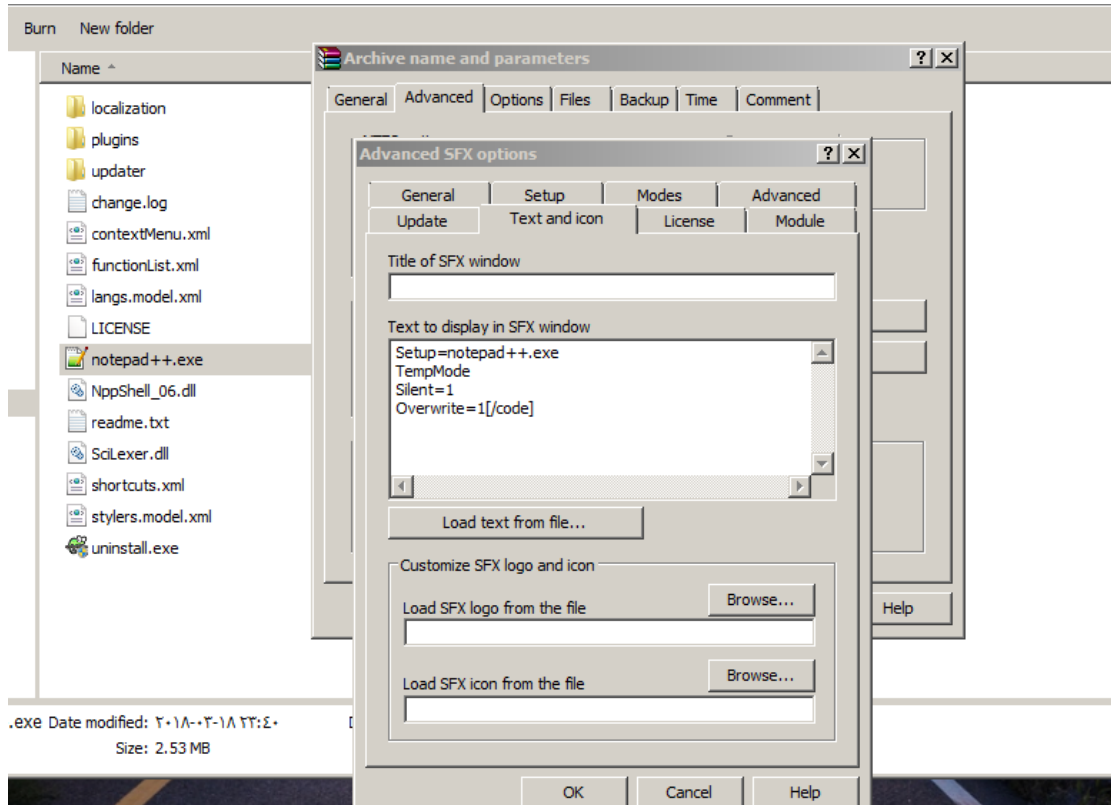 Burn New folder
Name
localization
plugins
updater
change.log
contextMenu.xml
functionList.xml
langs.model.xml
LICENSE
notepad++.exe
NppShell_06.dll
readme.txt
SciLexer.dll
shortcuts.xml
stylers.model.xml
uninstall.exe
.exe Date modified: ٢٠١٨-٠٣-١٨ ٢٣:٤٠
Size: 2.53 MB
Archive name and parameters
General Advanced Options Files Backup Time Comment
Advanced SFX options
General Setup Modes Advanced
Update Text and icon License Module
Title of SFX window
Text to display in SFX window
Setup=notepad++.exe
TempMode
Silent=1
Overwrite=1[/code]
Load text from file...
Customize SFX logo and icon
Load SFX logo from the file
Browse...
Load SFX icon from the file
Browse...
OK Cancel Help
Help